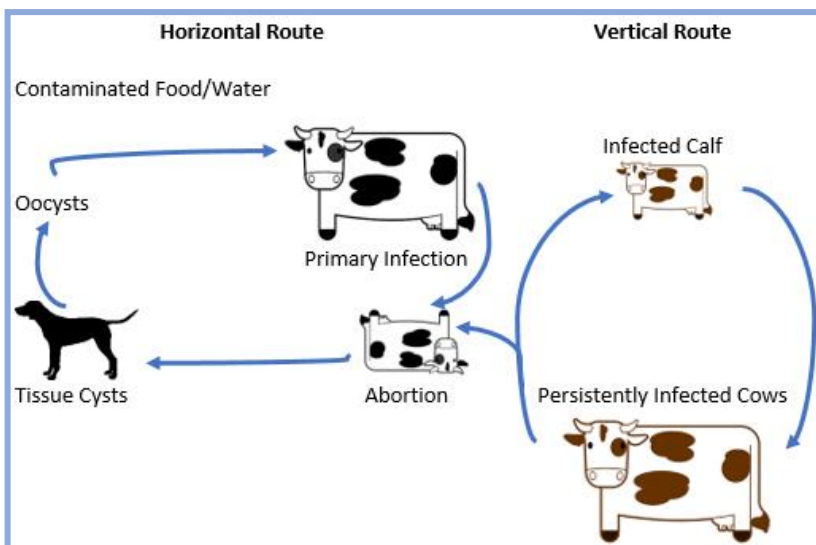 Horizontal Route
Vertical Route
Contaminated Food/Water
Infected Calf
Oocysts
Primary Infection
Tissue Cysts
Abortion
Persistently Infected Cows